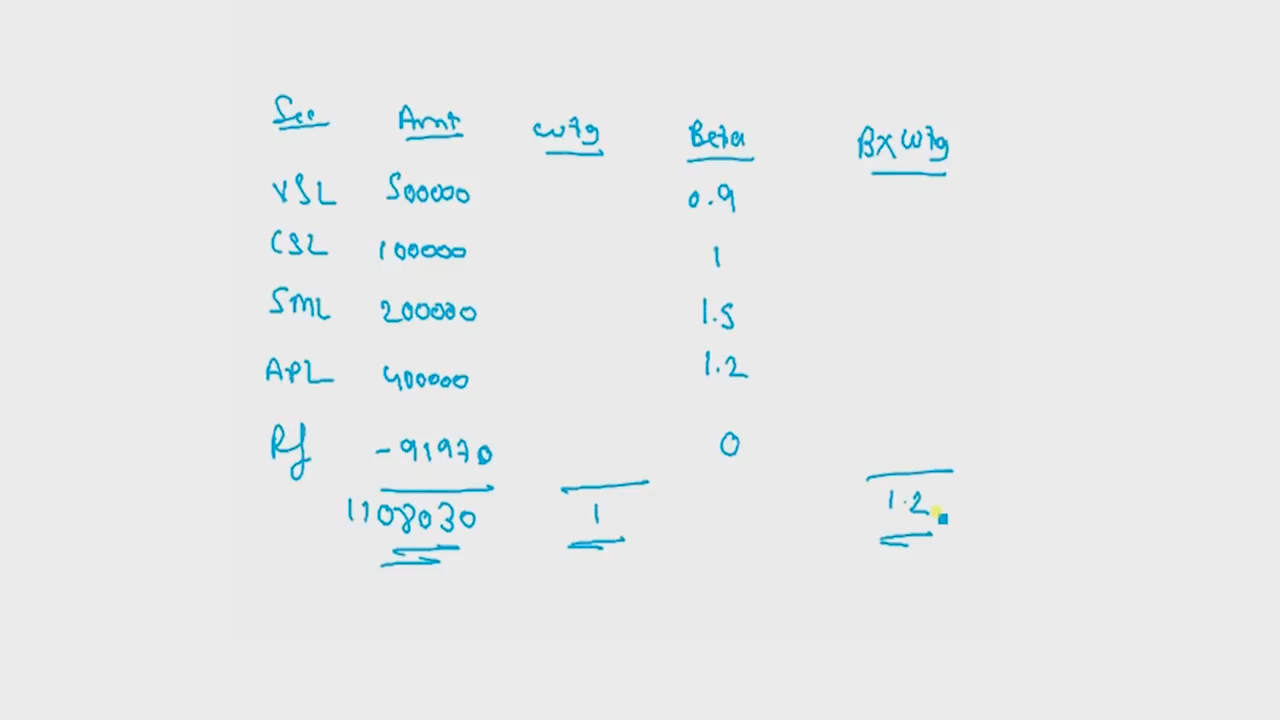 Sec Amt wtg Beta B×wtg
VSL 500000 0.9
CSL 100000 1
SML 200000 1.5
APL 400000 1.2
Rf -91970 0
1108030 1 1.2